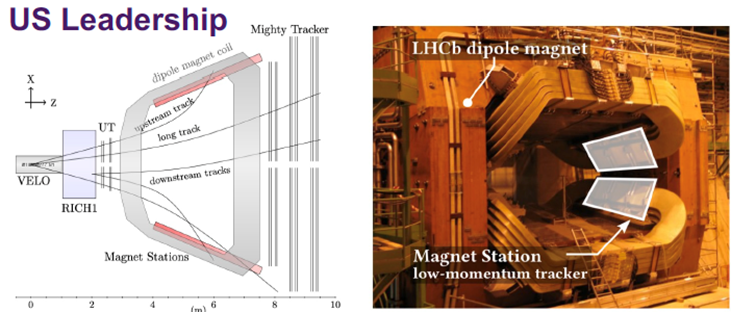 US Leadership
Mighty Tracker
dipole magnet coil
X
Z
upstream track
UT
long track
VELO
downstream tracks
RICH1
Magnet Stations
0
2
4
6
8
10
(m)
LHCb dipole magnet
Magnet Station
low-momentum tracker